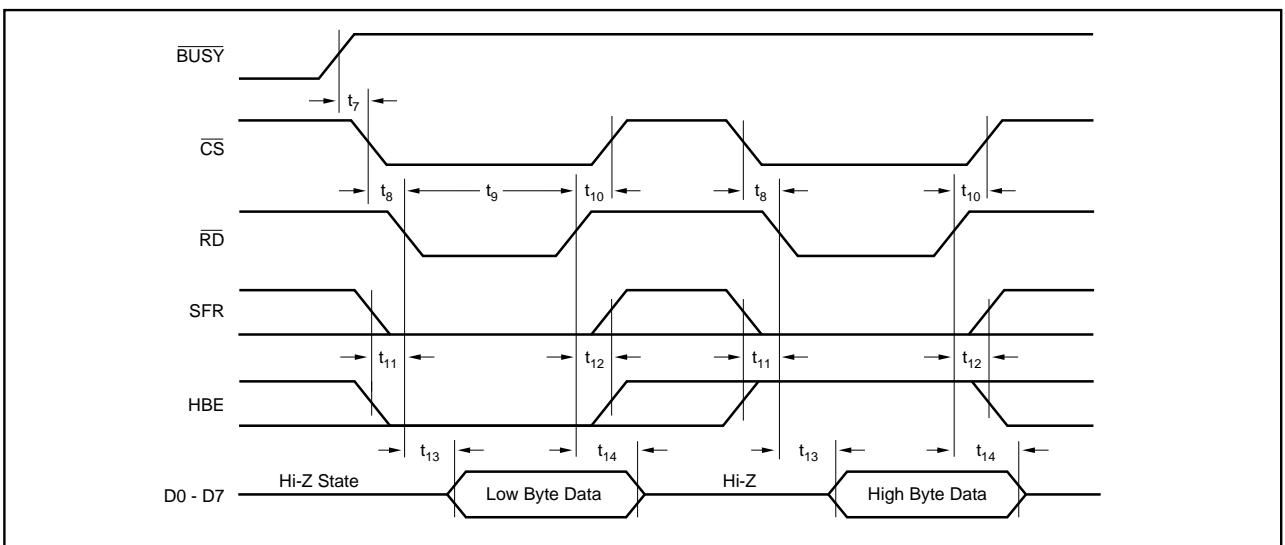 BUSY
t7
CS
t8 t9 t10 t8 t10
RD
SFR
t11 t12 t11 t12
HBE
t13 t14 t13 t14
D0 - D7 Hi-Z State Low Byte Data Hi-Z High Byte Data